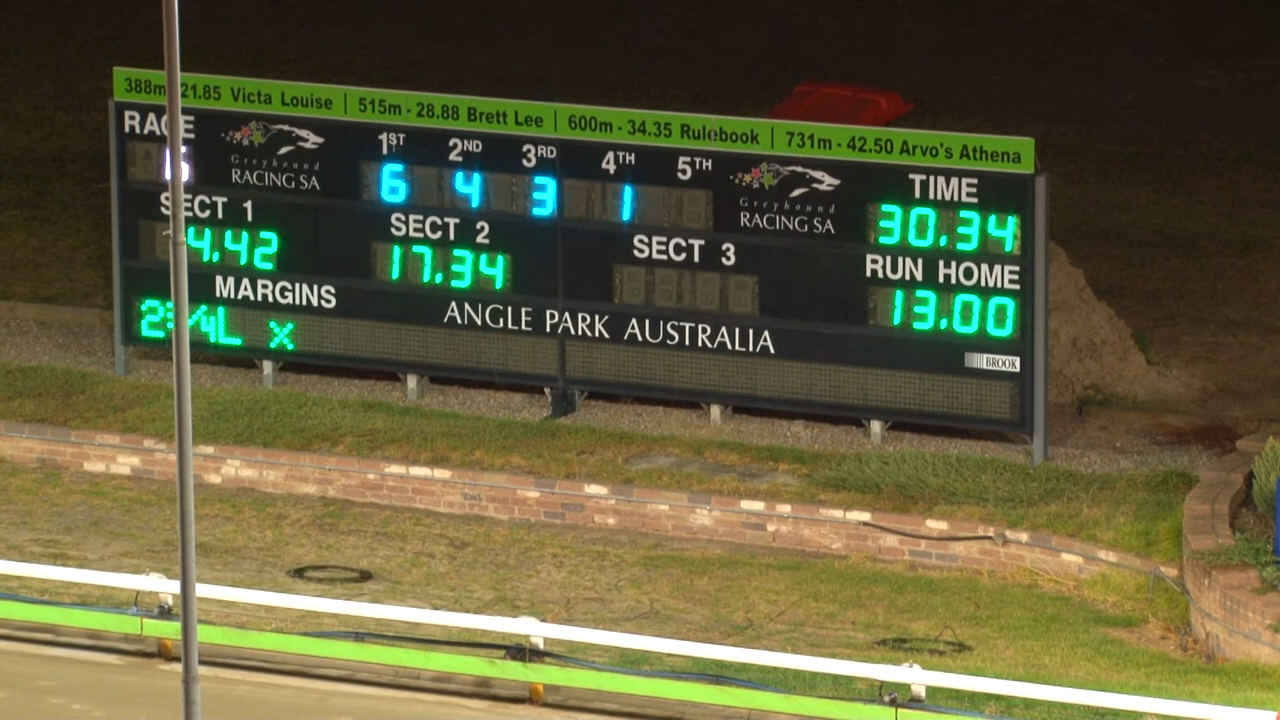 388m 21.85 Victa Louise | 515m - 28.88 Brett Lee | 600m - 34.35 Rulebook | 731m - 42.50 Arvo's Athena
RACE
Greyhound
RACING SA
1ST 2ND 3RD 4TH 5TH
6 4 3 1
Greyhound
RACING SA
TIME
30.34
SECT 1
4.42
SECT 2
17.34
SECT 3
RUN HOME
13.00
MARGINS
ANGLE PARK AUSTRALIA
BROOK